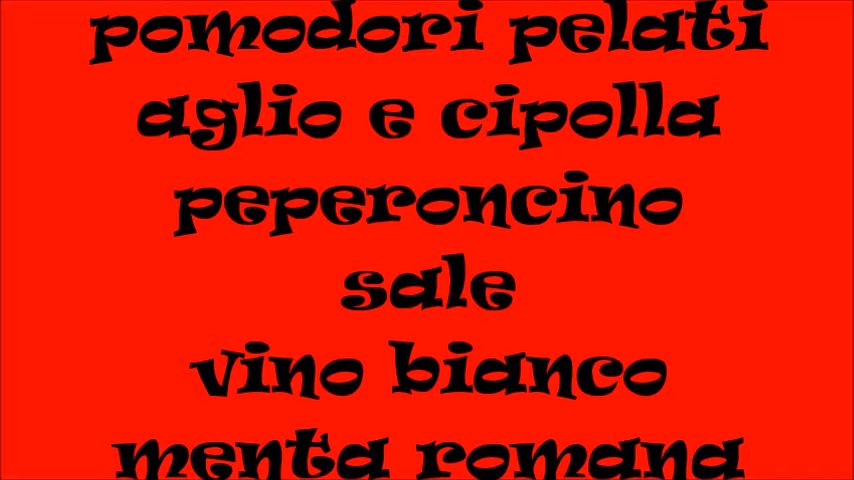 pomodori pelati
aglio e cipolla
peperoncino
sale
vino bianco
menta romana